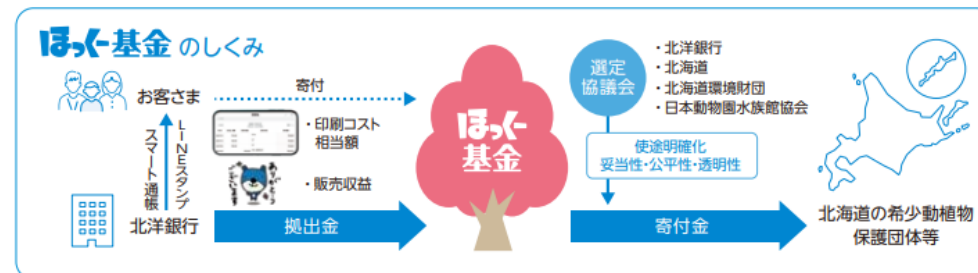 ほっくー基金のしくみ
お客さま
寄付
・印刷コスト
相当額
LINEスタンプ
スマート通帳
・販売収益
北洋銀行
拠出金
ほっくー
基金
選定
協議会
・北洋銀行
・北海道
・北海道環境財団
・日本動物園水族館協会
使途明確化
妥当性・公平性・透明性
寄付金
北海道の希少動植物
保護団体等